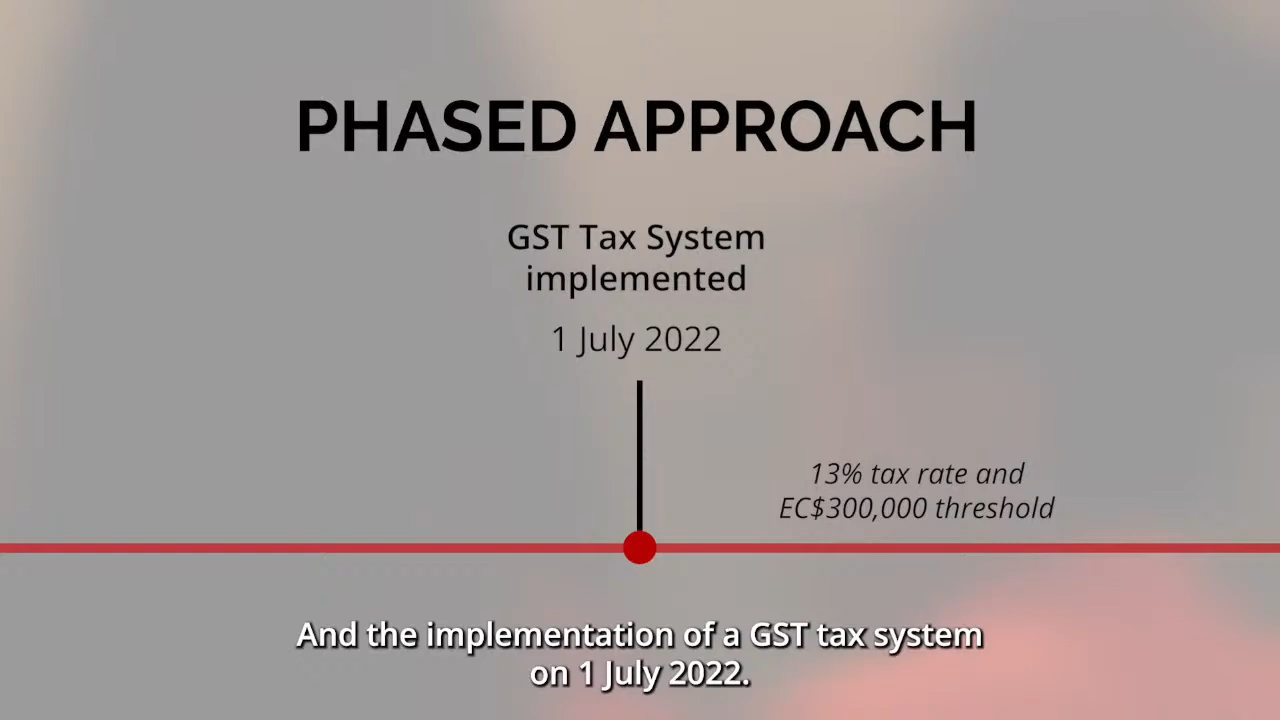 PHASED APPROACH
GST Tax System
implemented
1 July 2022
13% tax rate and
EC$300,000 threshold
And the implementation of a GST tax system
on 1 July 2022.